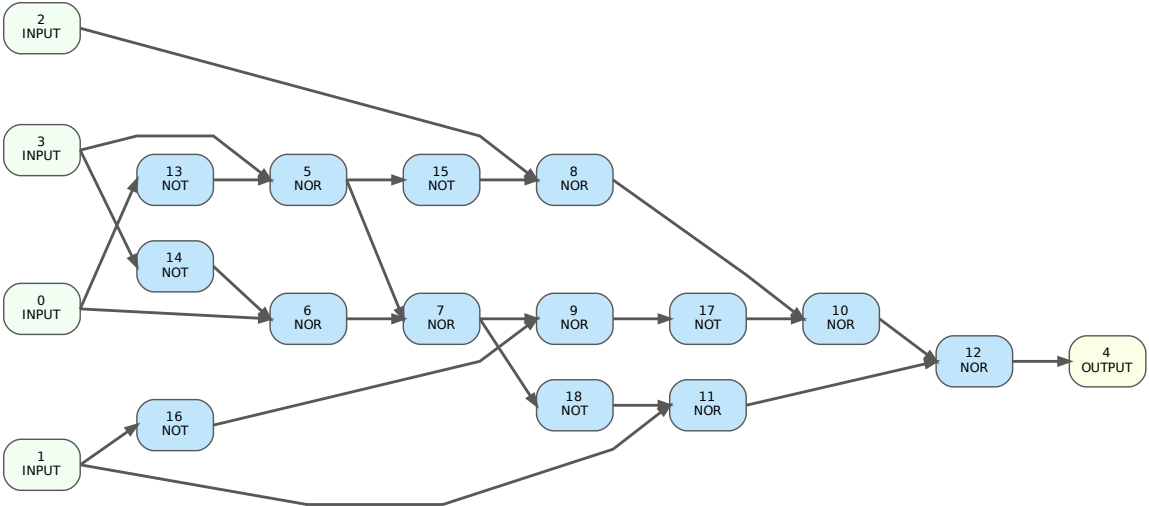 2
INPUT
3
INPUT
13
NOT
5
NOR
15
NOT
8
NOR
14
NOT
0
INPUT
6
NOR
7
NOR
9
NOR
17
NOT
10
NOR
12
NOR
4
OUTPUT
18
NOT
11
NOR
16
NOT
1
INPUT